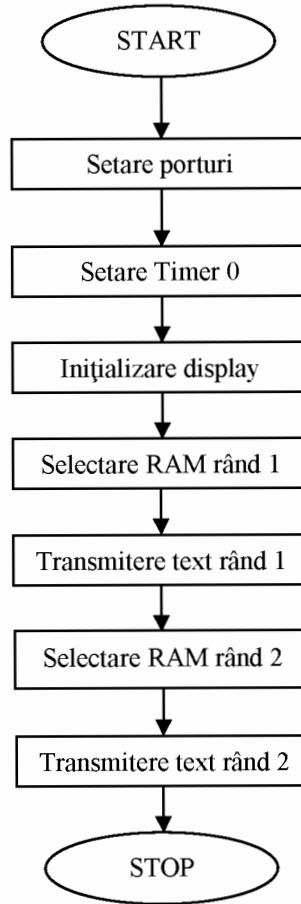 START
Setare porturi
Setare Timer 0
Iniţializare display
Selectare RAM rând 1
Transmitere text rând 1
Selectare RAM rând 2
Transmitere text rând 2
STOP